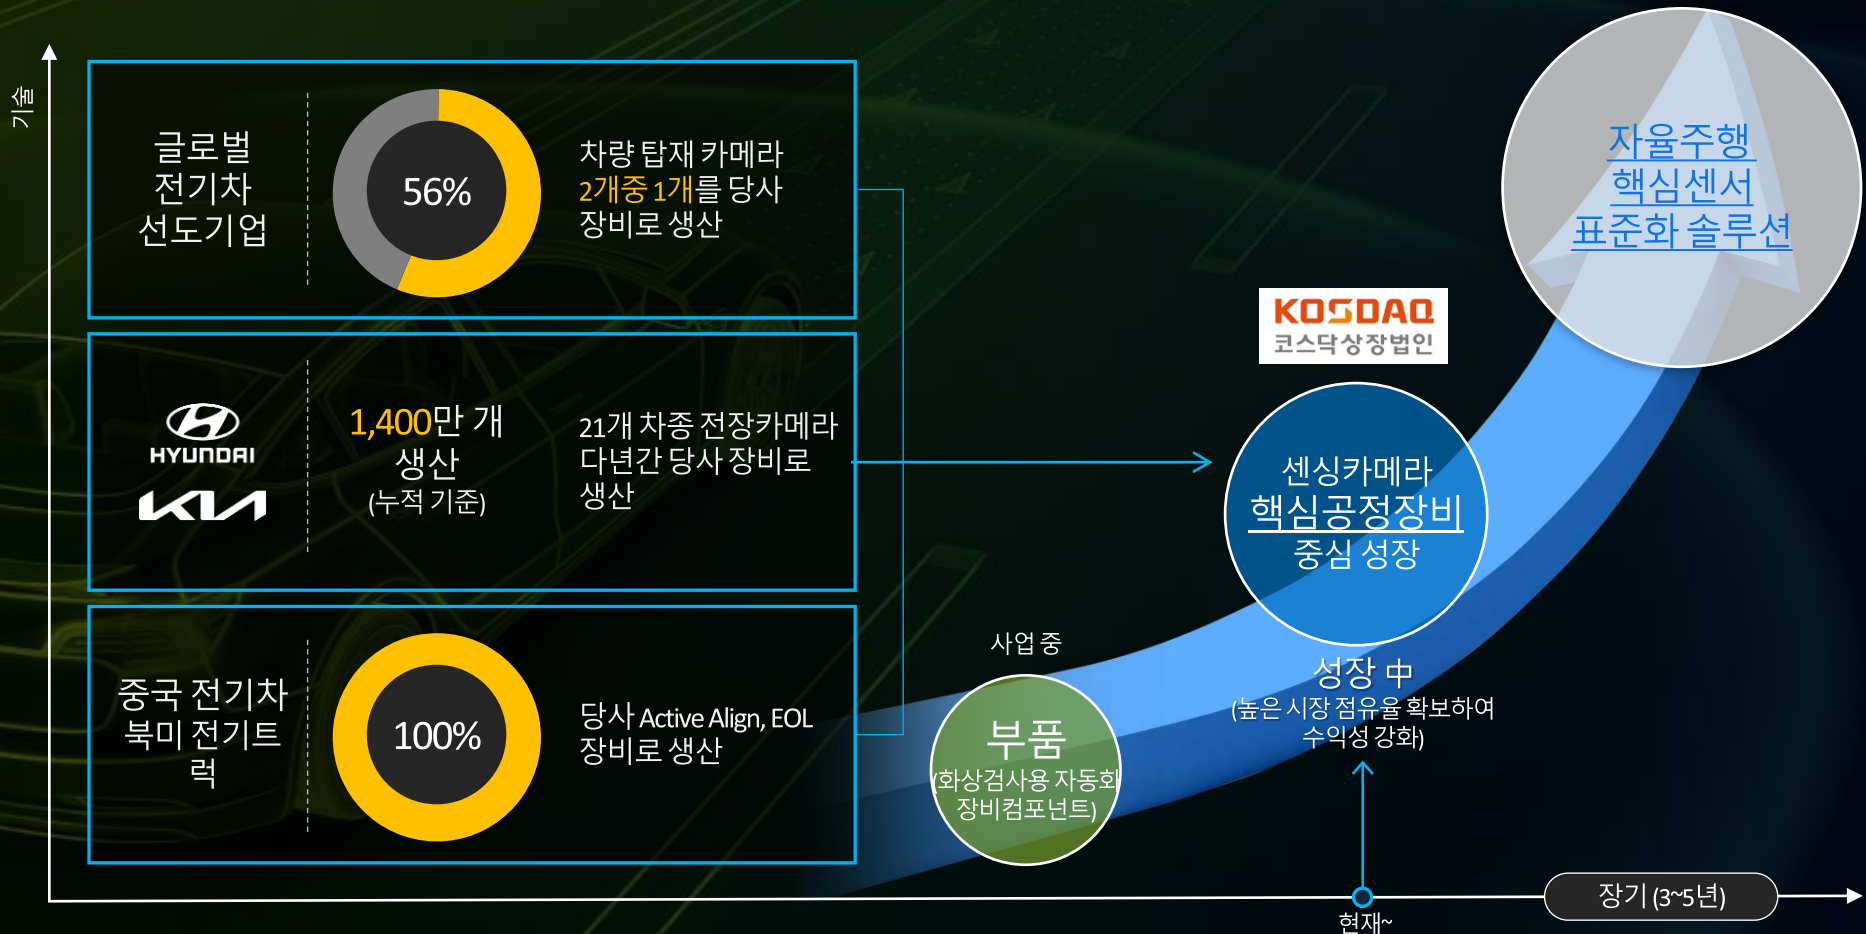 기술
글로벌
전기차
선도기업
56%
차량 탑재 카메라
2개중 1개를 당사
장비로 생산
HYUNDAI
KIA
1,400만 개
생산
(누적 기준)
21개 차종 전장카메라
다년간 당사 장비로
생산
중국 전기차
북미 전기트
럭
100%
당사 Active Align, EOL
장비로 생산
사업 중
부품
(화상검사용 자동화
장비컴포넌트)
KOSDAQ
코스닥상장법인
센싱카메라
핵심공정장비
중심 성장
성장 中
(높은 시장 점유율 확보하여
수익성 강화)
현재~
자율주행
핵심센서
표준화 솔루션
장기 (3~5년)